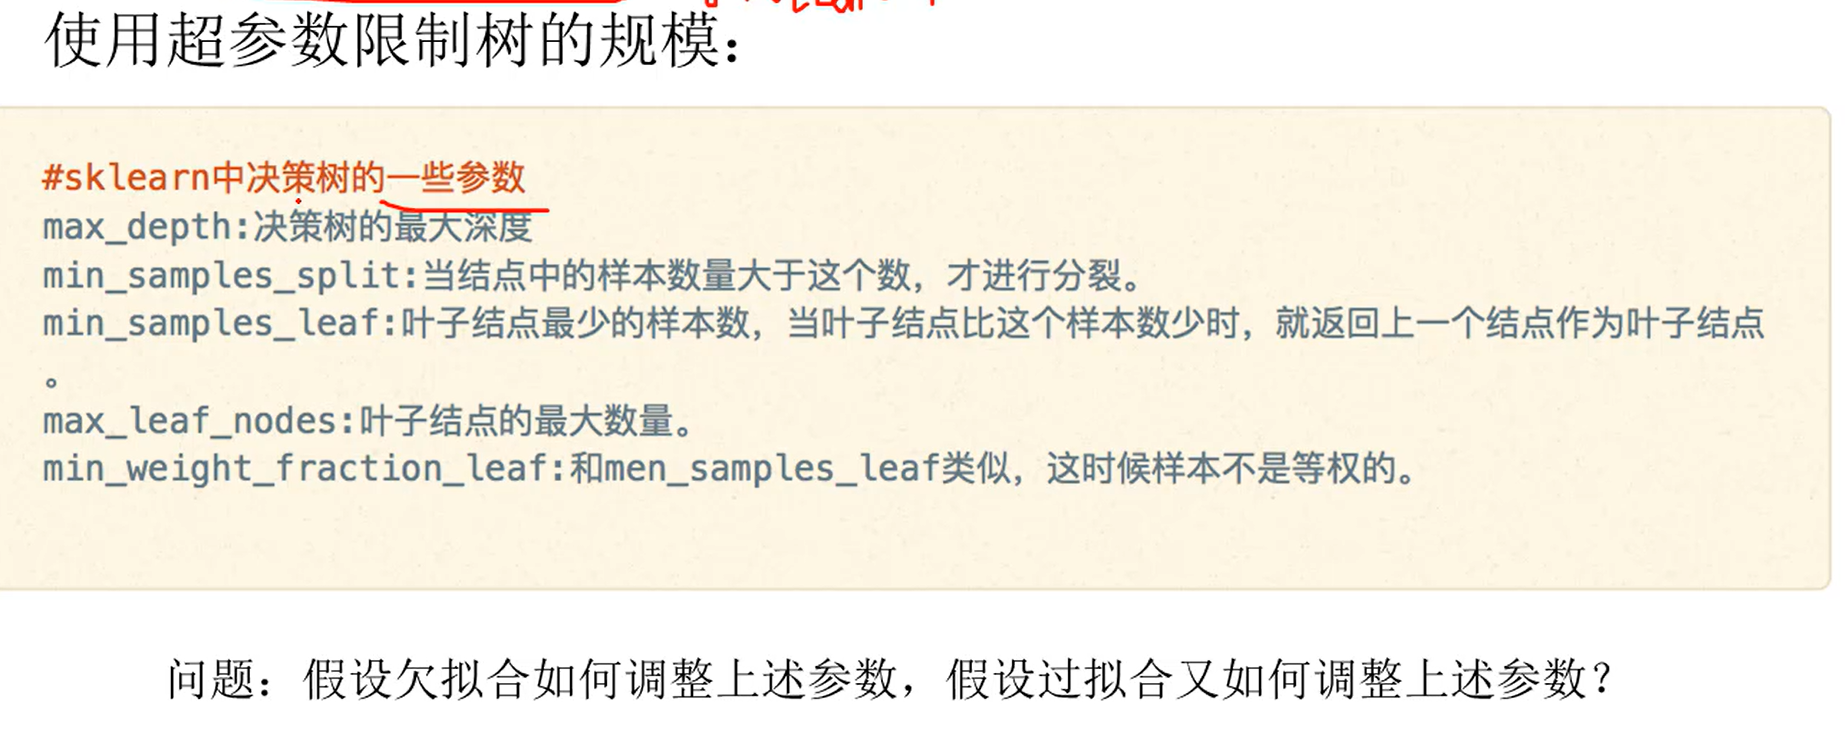 使用超参数限制树的规模：
#sklearn中决策树的一些参数
max_depth:决策树的最大深度
min_samples_split:当结点中的样本数量大于这个数，才进行分裂。
min_samples_leaf:叶子结点最少的样本数，当叶子结点比这个样本数少时，就返回上一个结点作为叶子结点
。
max_leaf_nodes:叶子结点的最大数量。
min_weight_fraction_leaf:和men_samples_leaf类似，这时候样本不是等权的。
问题：假设欠拟合如何调整上述参数，假设过拟合又如何调整上述参数？